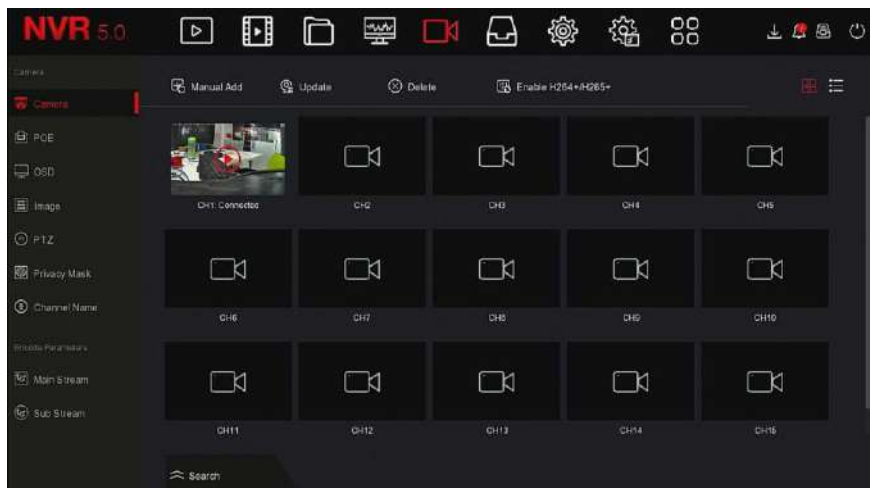 NVR 5.0
Camera
Manual Add
Update
Delete
Enable H264+/H265+
Camera
POE
OSD
Image
PTZ
Privacy Mask
Channel Name
Encode Parameters
Main Stream
Sub Stream
CH1: Connected
CH2
CH3
CH4
CH5
CH6
CH7
CH8
CH9
CH10
CH11
CH12
CH13
CH14
CH15
Search